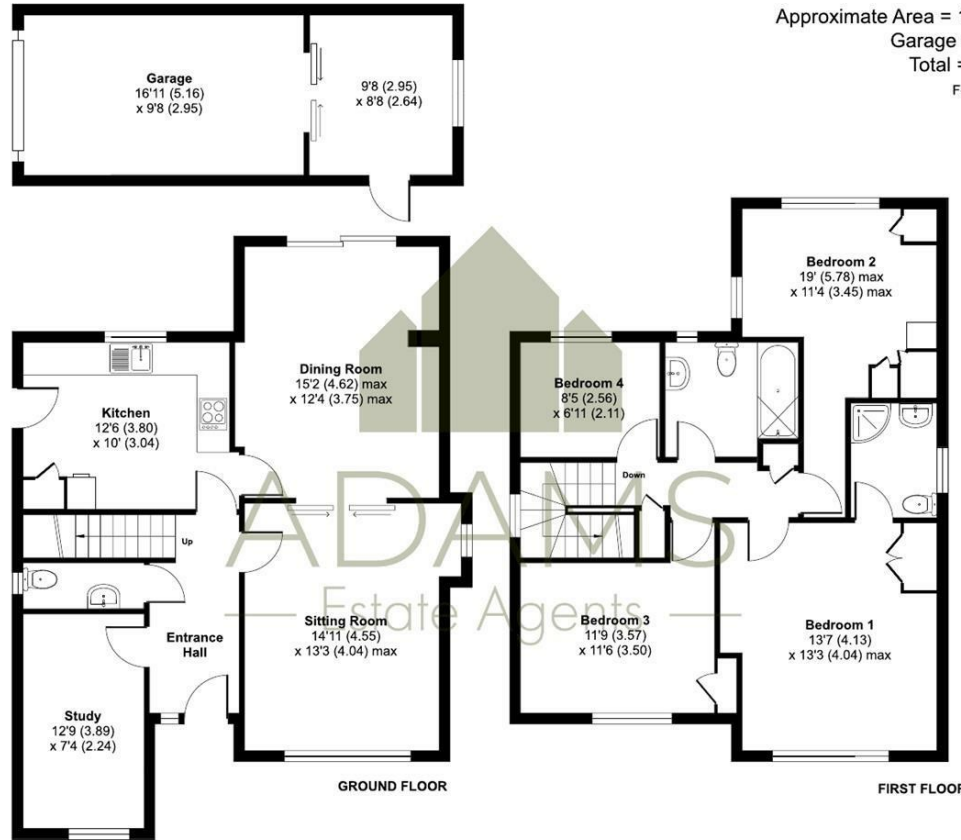 Approximate Area =
Garage
Total =
Garage
16'11 (5.16)
x 9'8 (2.95)
9'8 (2.95)
x 8'8 (2.64)
Kitchen
12'6 (3.80)
x 10' (3.04)
Dining Room
15'2 (4.62) max
x 12'4 (3.75) max
Up
Entrance
Hall
Sitting Room
14'11 (4.55)
x 13'3 (4.04) max
Study
12'9 (3.89)
x 7'4 (2.24)
GROUND FLOOR
Bedroom 2
19' (5.78) max
x 11'4 (3.45) max
Bedroom 4
8'5 (2.56)
x 6'11 (2.11)
Down
Bedroom 3
11'9 (3.57)
x 11'6 (3.50)
Bedroom 1
13'7 (4.13)
x 13'3 (4.04) max
FIRST FLOOR
ADAMS
Estate Agents